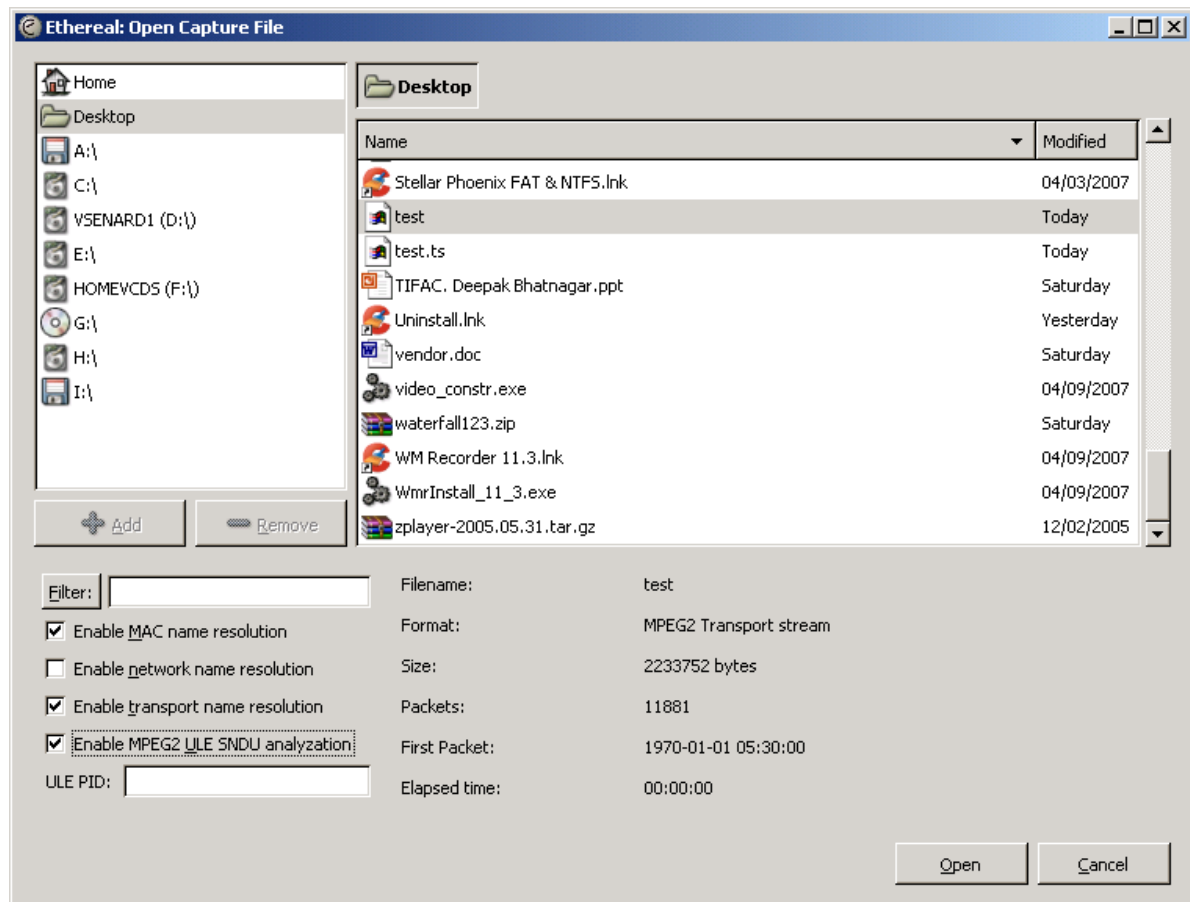 Ethereal: Open Capture File
Home
Desktop
A:\
C:\
VSENARD1 (D:\)
E:\
HOMEVCDS (F:\)
G:\
H:\
I:\
Add Remove
Desktop
Name Modified
Stellar Phoenix FAT & NTFS.lnk 04/03/2007
test Today
test.ts Today
TIFAC. Deepak Bhatnagar.ppt Saturday
Uninstall.lnk Yesterday
vendor.doc Saturday
video_constr.exe 04/09/2007
waterfall123.zip Saturday
WM Recorder 11.3.lnk 04/09/2007
WmrInstall_11_3.exe 04/09/2007
zplayer-2005.05.31.tar.gz 12/02/2005
Filter:
Enable MAC name resolution
Enable network name resolution
Enable transport name resolution
Enable MPEG2 ULE SNDU analyzation
ULE PID:
Filename: test
Format: MPEG2 Transport stream
Size: 2233752 bytes
Packets: 11881
First Packet: 1970-01-01 05:30:00
Elapsed time: 00:00:00
Open Cancel